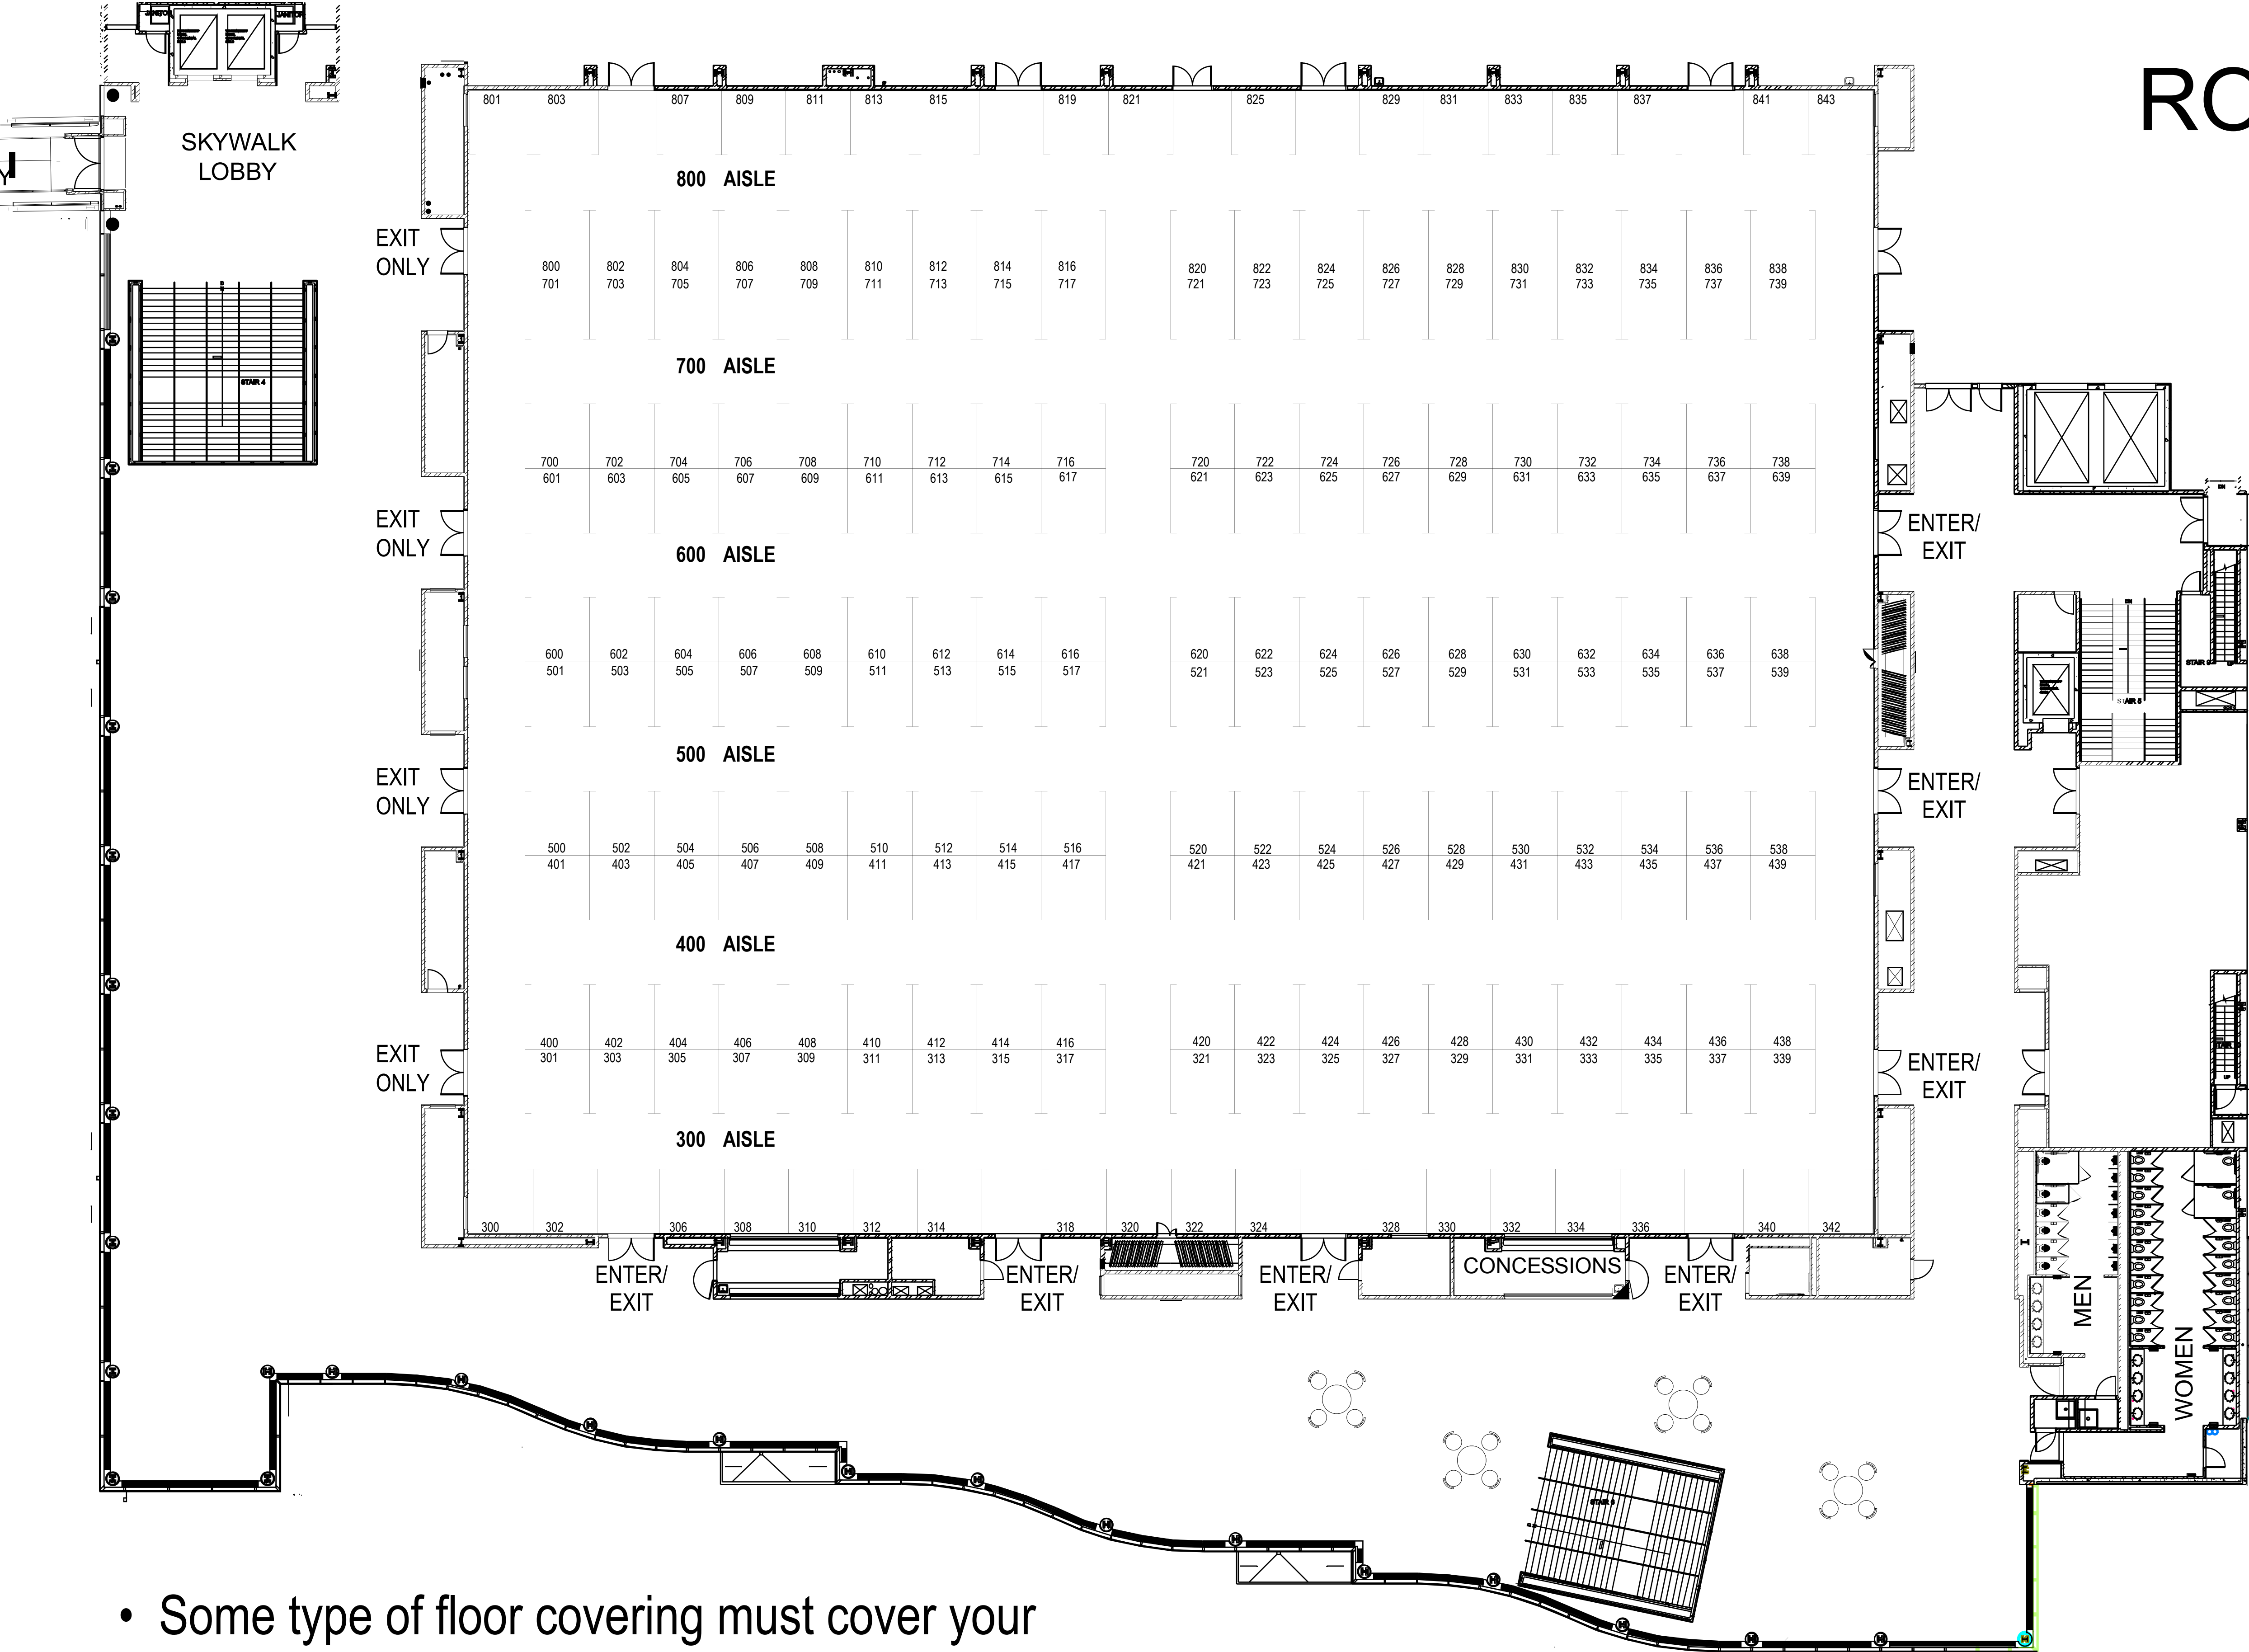 JANITOR
JANITOR
RO
SKYWALK
LOBBY
Y
801 803 807 809 811 813 815 819 821 825 829 831 833 835 837 841 843
800 AISLE
EXIT
ONLY
800 802 804 806 808 810 812 814 816 820 822 824 826 828 830 832 834 836 838
701 703 705 707 709 711 713 715 717 721 723 725 727 729 731 733 735 737 739
700 AISLE
STAIR 4
700 702 704 706 708 710 712 714 716 720 722 724 726 728 730 732 734 736 738
601 603 605 607 609 611 613 615 617 621 623 625 627 629 631 633 635 637 639
DN
EXIT
ONLY
ENTER/
EXIT
600 AISLE
DN
600 602 604 606 608 610 612 614 616 620 622 624 626 628 630 632 634 636 638
501 503 505 507 509 511 513 515 517 521 523 525 527 529 531 533 535 537 539
UP
STAIR 5
500 AISLE
EXIT
ONLY
ENTER/
EXIT
500 502 504 506 508 510 512 514 516 520 522 524 526 528 530 532 534 536 538
401 403 405 407 409 411 413 415 417 421 423 425 427 429 431 433 435 437 439
400 AISLE
400 402 404 406 408 410 412 414 416 420 422 424 426 428 430 432 434 436 438
301 303 305 307 309 311 313 315 317 321 323 325 327 329 331 333 335 337 339
EXIT
ONLY
ENTER/
EXIT
UP
300 AISLE
300 302 306 308 310 312 314 318 320 322 324 328 330 332 334 336 340 342
ENTER/
EXIT
ENTER/
EXIT
ENTER/
EXIT
CONCESSIONS
ENTER/
EXIT
MEN
WOMEN
8
• Some type of floor covering must cover your